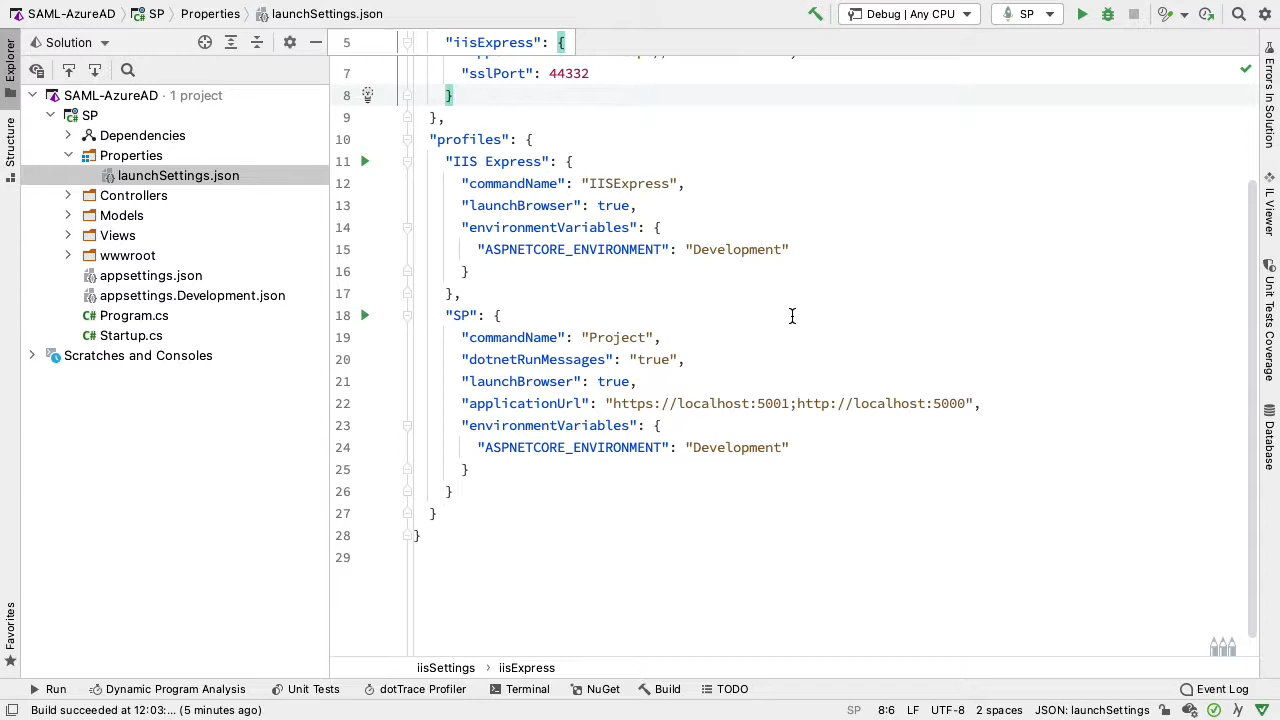 SAML-AzureAD SP Properties launchSettings.json Debug | Any CPU SP
Solution
Explorer
Structure
Favorites
SAML-AzureAD · 1 project
SP
Dependencies
Properties
launchSettings.json
Controllers
Models
Views
wwwroot
appsettings.json
appsettings.Development.json
Program.cs
Startup.cs
Scratches and Consoles
5 "iisExpress": {
7 "sslPort": 44332
8 }
9 },
10 "profiles": {
11 "IIS Express": {
12 "commandName": "IISExpress",
13 "launchBrowser": true,
14 "environmentVariables": {
15 "ASPNETCORE_ENVIRONMENT": "Development"
16 }
17 },
18 "SP": {
19 "commandName": "Project",
20 "dotnetRunMessages": "true",
21 "launchBrowser": true,
22 "applicationUrl": "https://localhost:5001;http://localhost:5000",
23 "environmentVariables": {
24 "ASPNETCORE_ENVIRONMENT": "Development"
25 }
26 }
27 }
28 }
29
Errors In Solution
IL Viewer
Unit Tests Coverage
Database
iisSettings › iisExpress
Run Dynamic Program Analysis Unit Tests dotTrace Profiler Terminal NuGet Build TODO Event Log
Build succeeded at 12:03:... (5 minutes ago) SP 8:6 LF UTF-8 2 spaces JSON: launchSettings